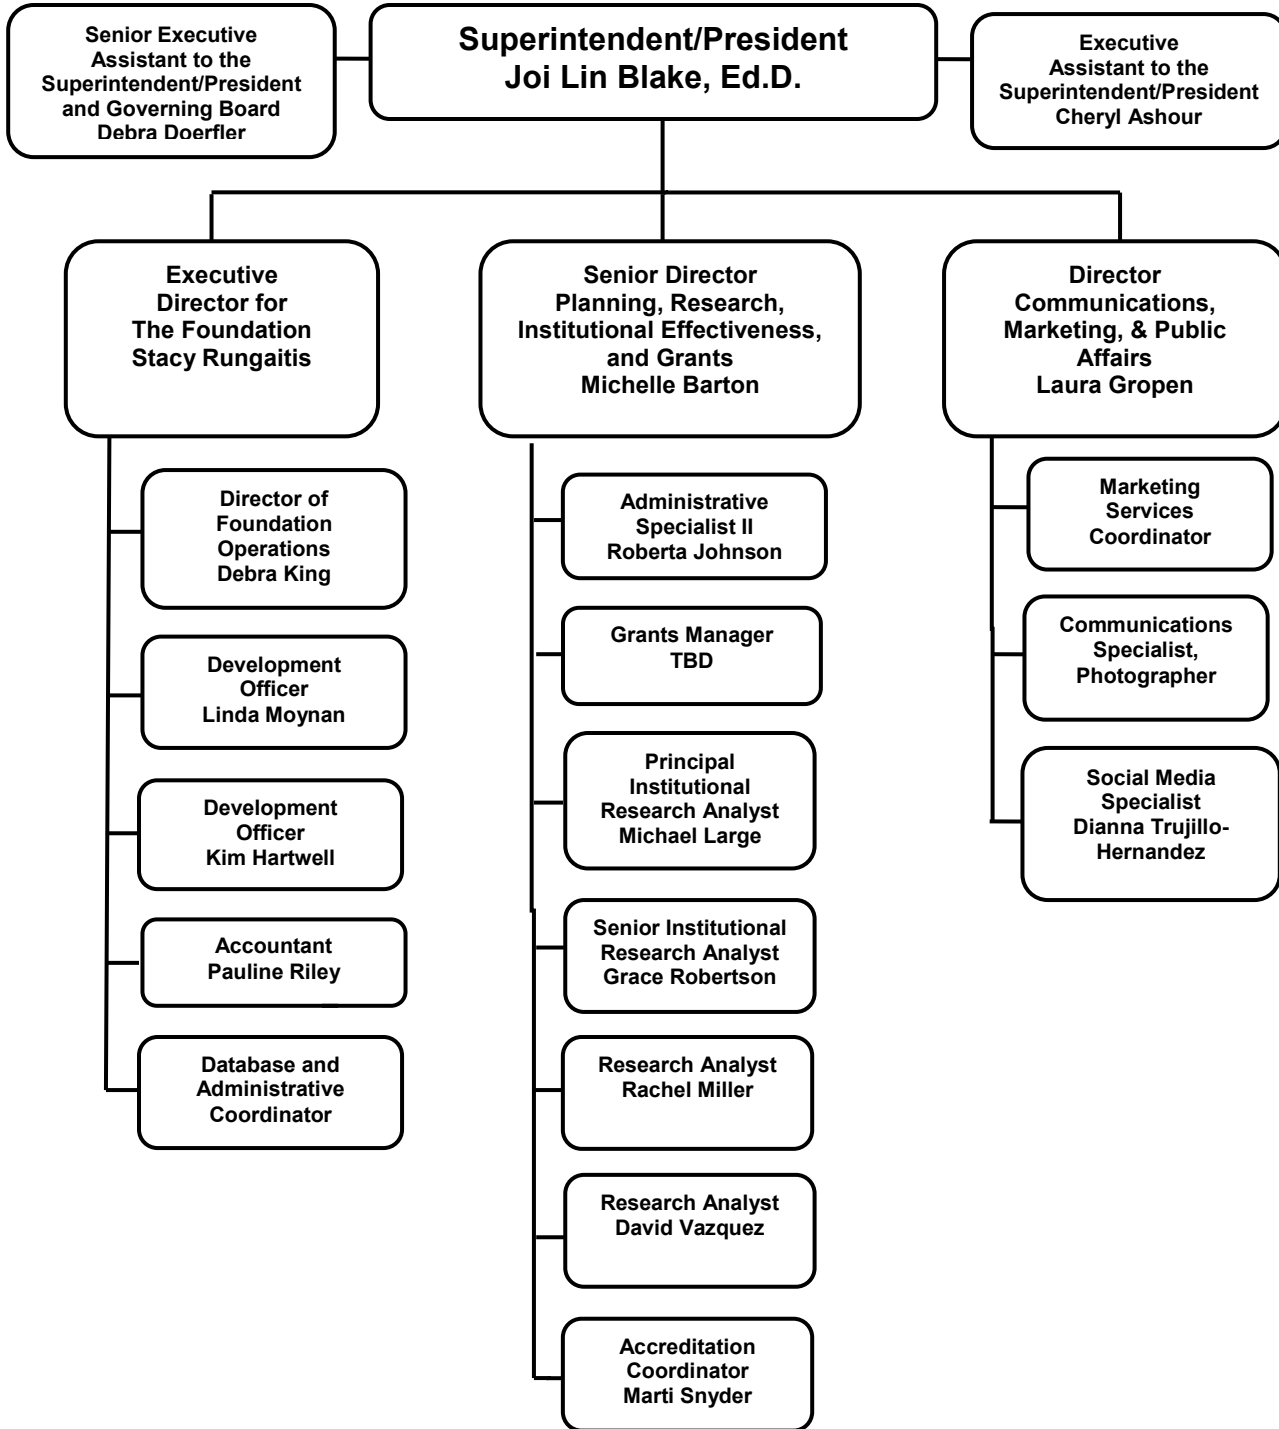 Senior Executive
Assistant to the
Superintendent/President
and Governing Board
Debra Doerfler
Superintendent/President
Joi Lin Blake, Ed.D.
Executive
Assistant to the
Superintendent/President
Cheryl Ashour
Executive
Director for
The Foundation
Stacy Rungaitis
Senior Director
Planning, Research,
Institutional Effectiveness,
and Grants
Michelle Barton
Director
Communications,
Marketing, & Public
Affairs
Laura Gropen
Director of
Foundation
Operations
Debra King
Development
Officer
Linda Moynan
Development
Officer
Kim Hartwell
Accountant
Pauline Riley
Database and
Administrative
Coordinator
Administrative
Specialist II
Roberta Johnson
Grants Manager
TBD
Principal
Institutional
Research Analyst
Michael Large
Senior Institutional
Research Analyst
Grace Robertson
Research Analyst
Rachel Miller
Research Analyst
David Vazquez
Accreditation
Coordinator
Marti Snyder
Marketing
Services
Coordinator
Communications
Specialist,
Photographer
Social Media
Specialist
Dianna Trujillo-
Hernandez